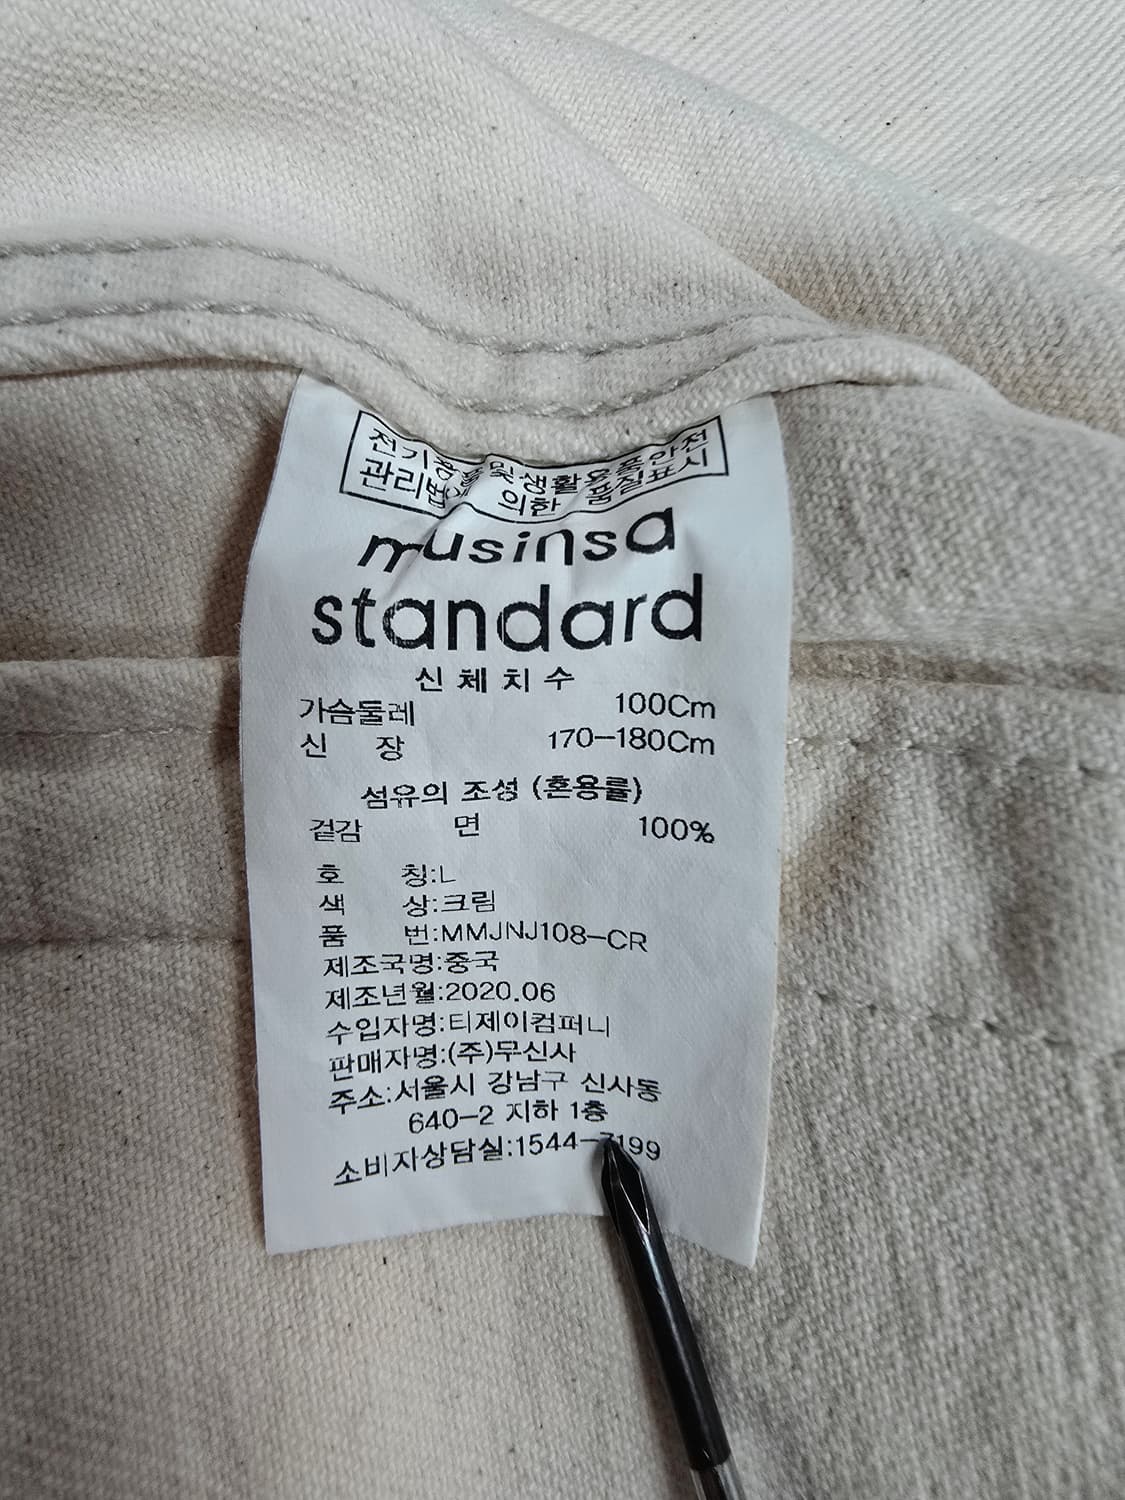 전기용품및생활용품안전
관리법에 의한 품질표시
musinsa
standard
신체치수
가슴둘레 100Cm
신 장 170-180Cm
섬유의 조성 (혼용률)
겉감 면 100%
호 칭:L
색 상:크림
품 번:MMJNJ108-CR
제조국명:중국
제조년월:2020.06
수입자명:티제이컴퍼니
판매자명:(주)무신사
주소:서울시 강남구 신사동
640-2 지하 1층
소비자상담실:1544-7199